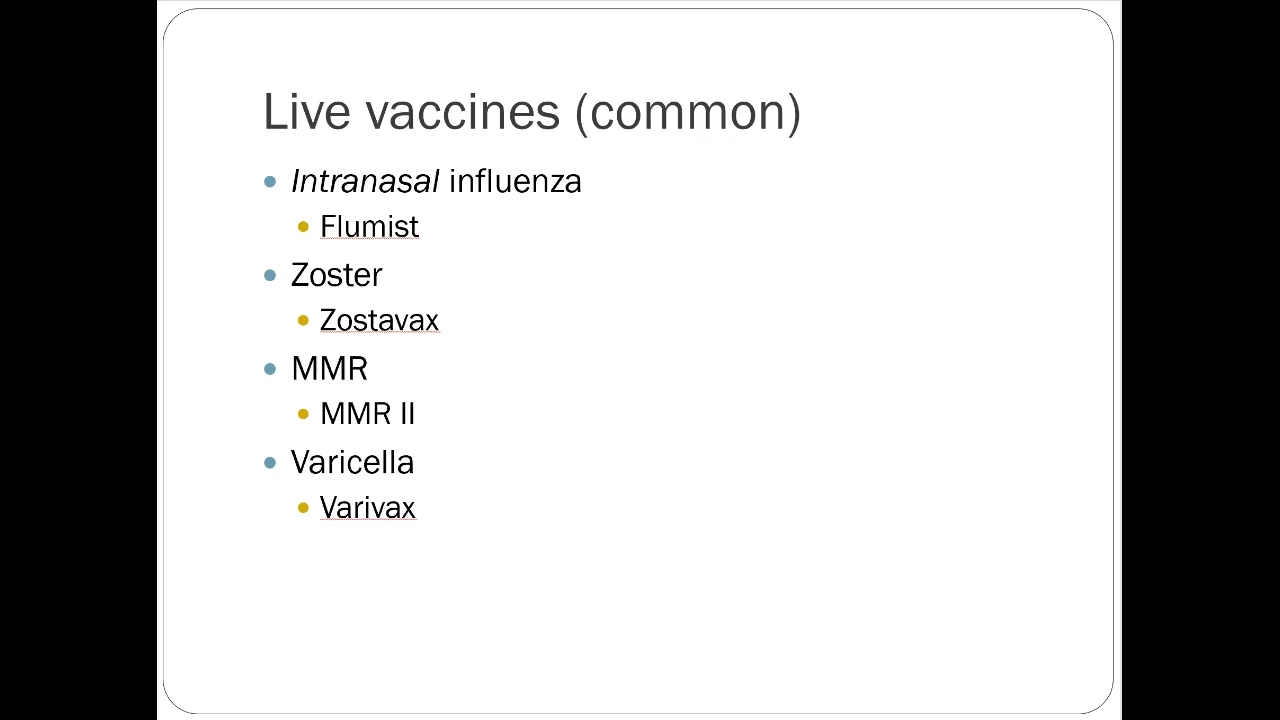 Live vaccines (common)
Intranasal influenza
Flumist
Zoster
Zostavax
MMR
MMR II
Varicella
Varivax